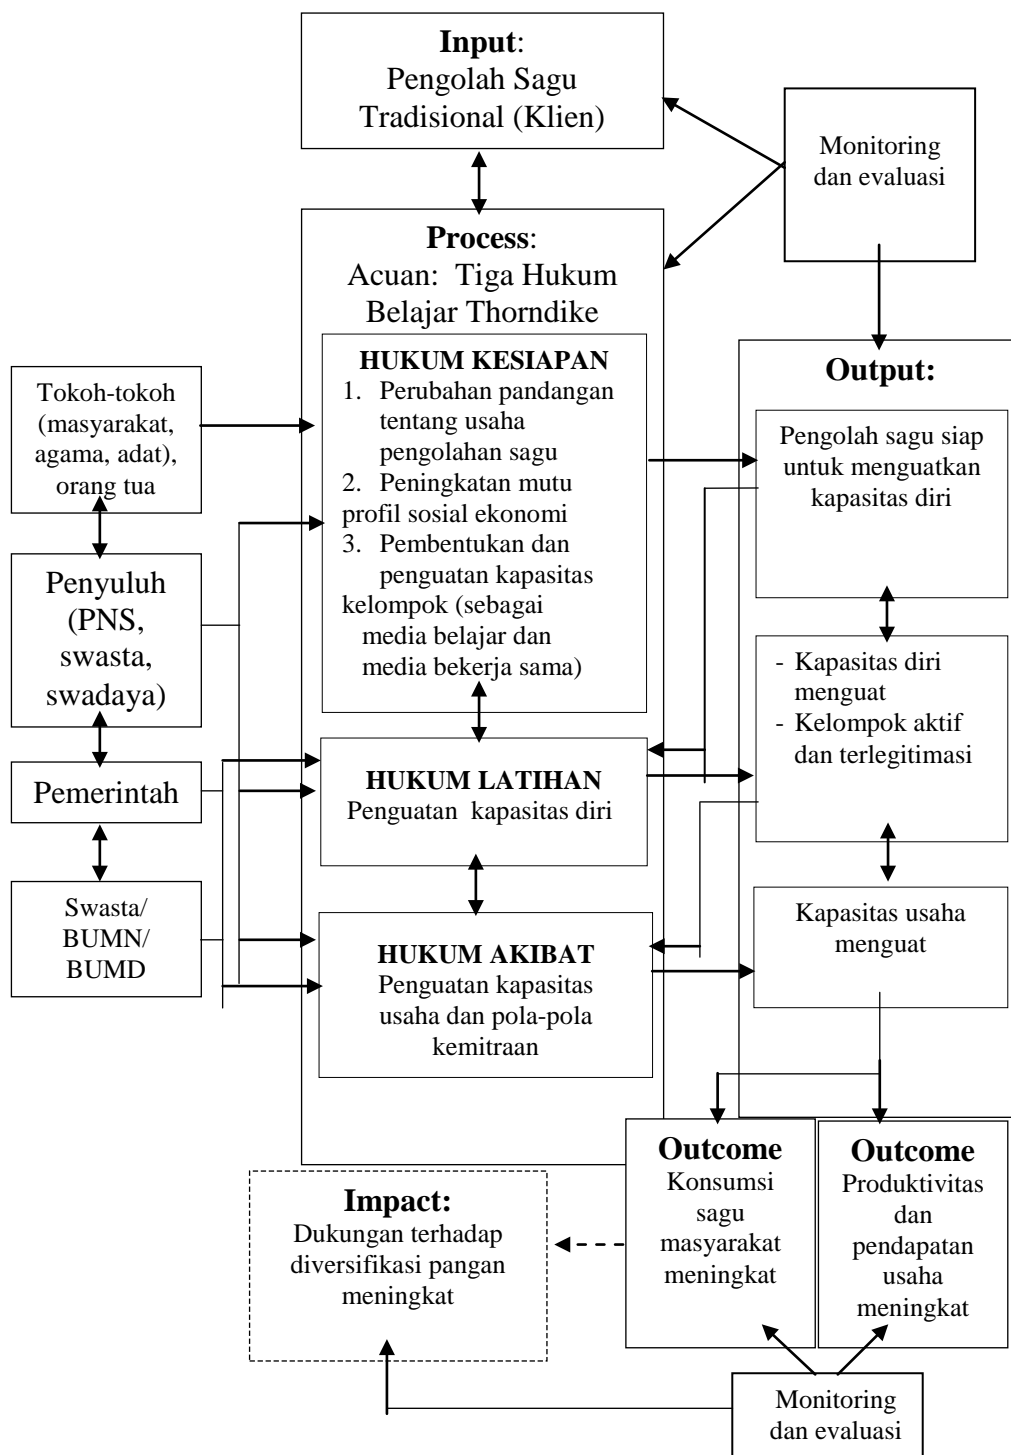 Input:
Pengolah Sagu
Tradisional (Klien)
Monitoring
dan evaluasi
Process:
Acuan: Tiga Hukum
Belajar Thorndike
HUKUM KESIAPAN
1. Perubahan pandangan
tentang usaha
pengolahan sagu
2. Peningkatan mutu
profil sosial ekonomi
3. Pembentukan dan
penguatan kapasitas
kelompok (sebagai
media belajar dan
media bekerja sama)
HUKUM LATIHAN
Penguatan kapasitas diri
HUKUM AKIBAT
Penguatan kapasitas
usaha dan pola-pola
kemitraan
Tokoh-tokoh
(masyarakat,
agama, adat),
orang tua
Penyuluh
(PNS,
swasta,
swadaya)
Pemerintah
Swasta/
BUMN/
BUMD
Output:
Pengolah sagu siap
untuk menguatkan
kapasitas diri
- Kapasitas diri
menguat
- Kelompok aktif
dan terlegitimasi
Kapasitas usaha
menguat
Outcome
Konsumsi
sagu
masyarakat
meningkat
Outcome
Produktivitas
dan
pendapatan
usaha
meningkat
Impact:
Dukungan terhadap
diversifikasi pangan
meningkat
Monitoring
dan evaluasi